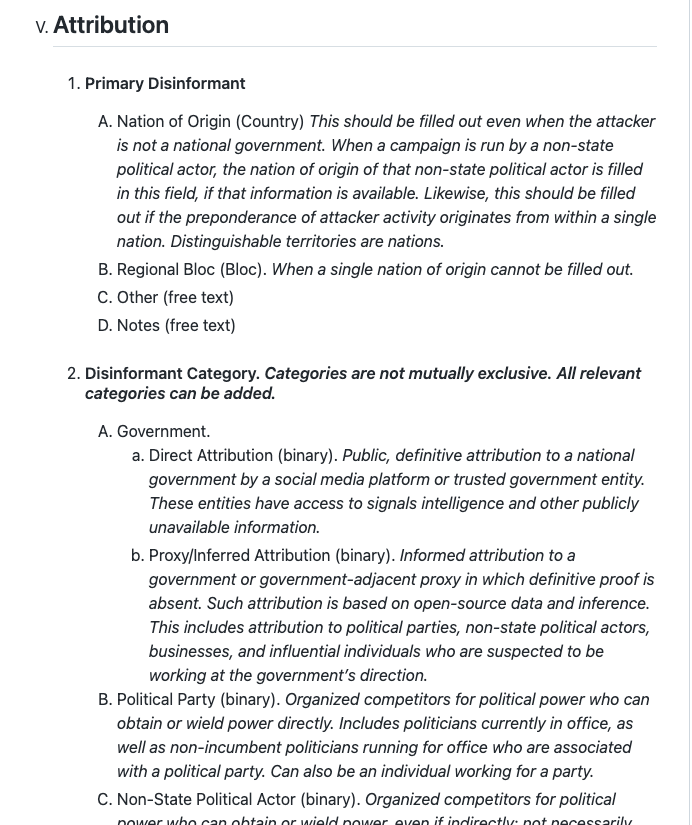 V. Attribution
1. Primary Disinformant
A. Nation of Origin (Country) This should be filled out even when the attacker
is not a national government. When a campaign is run by a non-state
political actor, the nation of origin of that non-state political actor is filled
in this field, if that information is available. Likewise, this should be filled
out if the preponderance of attacker activity originates from within a single
nation. Distinguishable territories are nations.
B. Regional Bloc (Bloc). When a single nation of origin cannot be filled out.
C. Other (free text)
D. Notes (free text)
2. Disinformant Category. Categories are not mutually exclusive. All relevant
categories can be added.
A. Government.
a. Direct Attribution (binary). Public, definitive attribution to a national
government by a social media platform or trusted government entity.
These entities have access to signals intelligence and other publicly
unavailable information.
b. Proxy/Inferred Attribution (binary). Informed attribution to a
government or government-adjacent proxy in which definitive proof is
absent. Such attribution is based on open-source data and inference.
This includes attribution to political parties, non-state political actors,
businesses, and influential individuals who are suspected to be
working at the government’s direction.
B. Political Party (binary). Organized competitors for political power who can
obtain or wield power directly. Includes politicians currently in office, as
well as non-incumbent politicians running for office who are associated
with a political party. Can also be an individual working for a party.
C. Non-State Political Actor (binary). Organized competitors for political
power who can obtain or wield power, even if indirectly; not necessarily